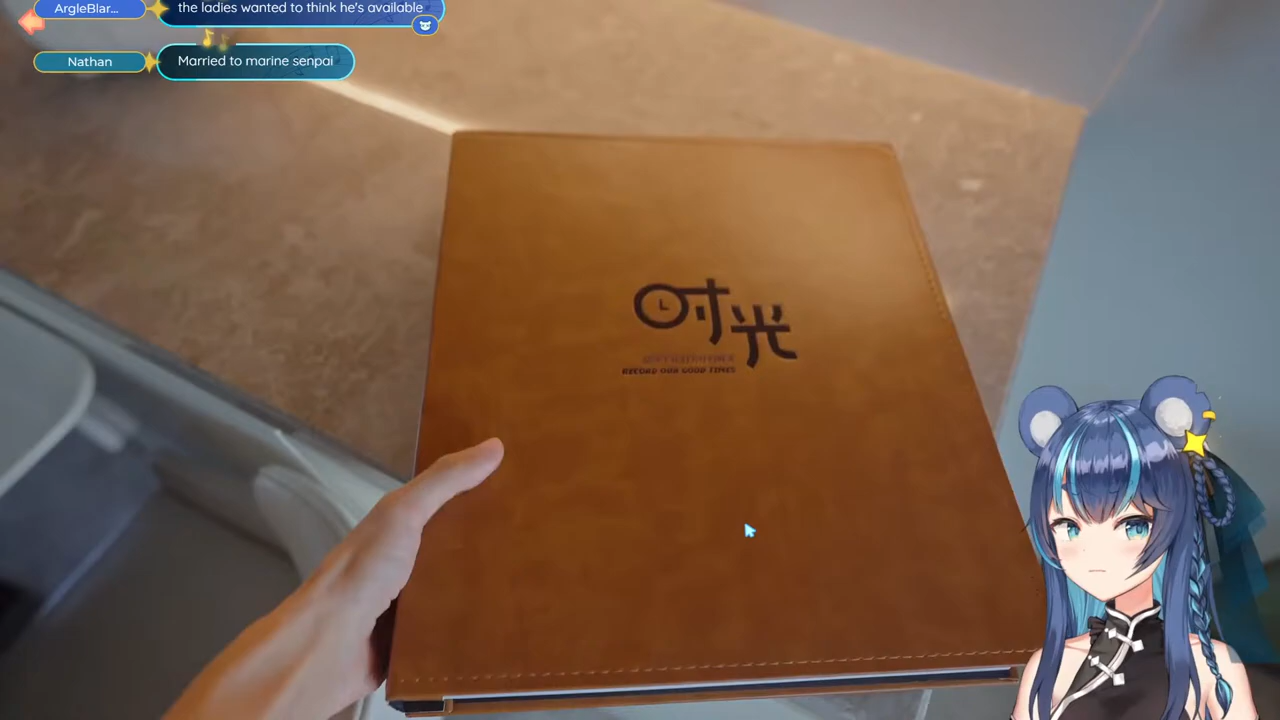 ArgleBlar...
the ladies wanted to think he's available
Nathan
Married to marine senpai
时光
RECORD OUR GOOD TIMES